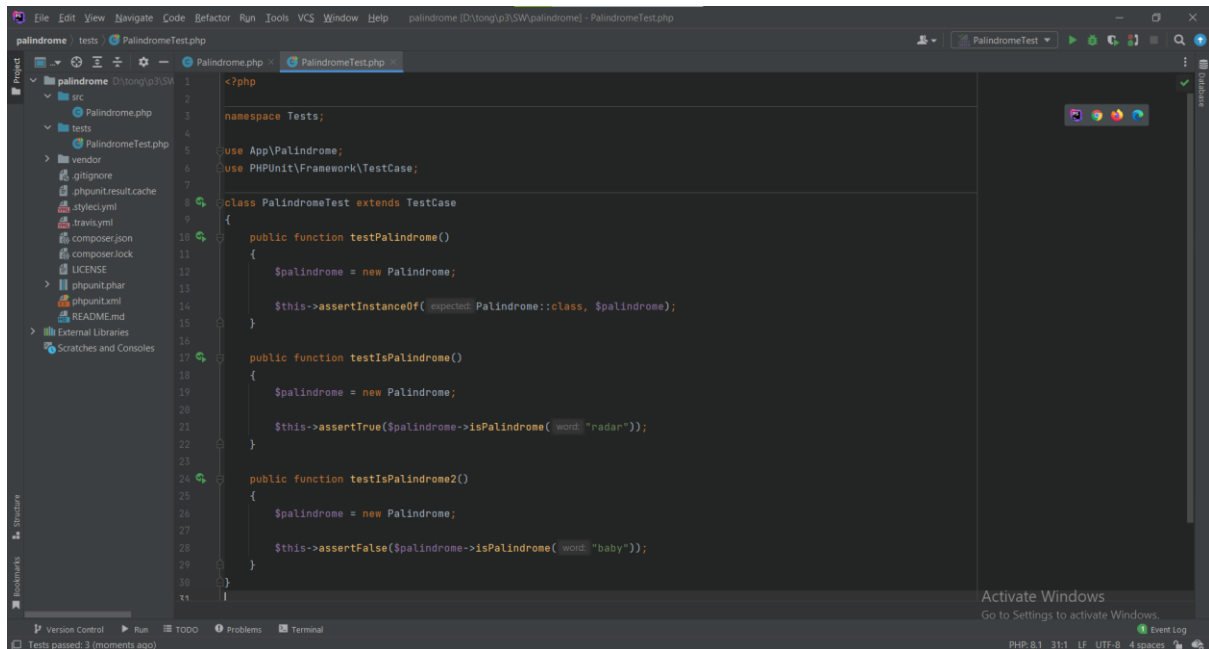 File Edit View Navigate Code Refactor Run Tools VCS Window Help palindrome [D:\tong\p3\SW\palindrome] - PalindromeTest.php
palindrome tests PalindromeTest.php PalindromeTest
Project
Palindrome.php PalindromeTest.php
palindrome D:\tong\p3\SW
src
Palindrome.php
tests
PalindromeTest.php
vendor
.gitignore
.phpunit.result.cache
.styleci.yml
.travis.yml
composer.json
composer.lock
LICENSE
phpunit.phar
phpunit.xml
README.md
External Libraries
Scratches and Consoles
Structure
Bookmarks
1 <?php
2
3 namespace Tests;
4
5 use App\Palindrome;
6 use PHPUnit\Framework\TestCase;
7
8 class PalindromeTest extends TestCase
9 {
10 public function testPalindrome()
11 {
12 $palindrome = new Palindrome;
13
14 $this->assertInstanceOf( expected: Palindrome::class, $palindrome);
15 }
16
17 public function testIsPalindrome()
18 {
19 $palindrome = new Palindrome;
20
21 $this->assertTrue($palindrome->isPalindrome( word: "radar"));
22 }
23
24 public function testIsPalindrome2()
25 {
26 $palindrome = new Palindrome;
27
28 $this->assertFalse($palindrome->isPalindrome( word: "baby"));
29 }
30 }
31
Database
Activate Windows
Go to Settings to activate Windows.
Version Control Run TODO Problems Terminal 1 Event Log
Tests passed: 3 (moments ago) PHP: 8.1 31:1 LF UTF-8 4 spaces